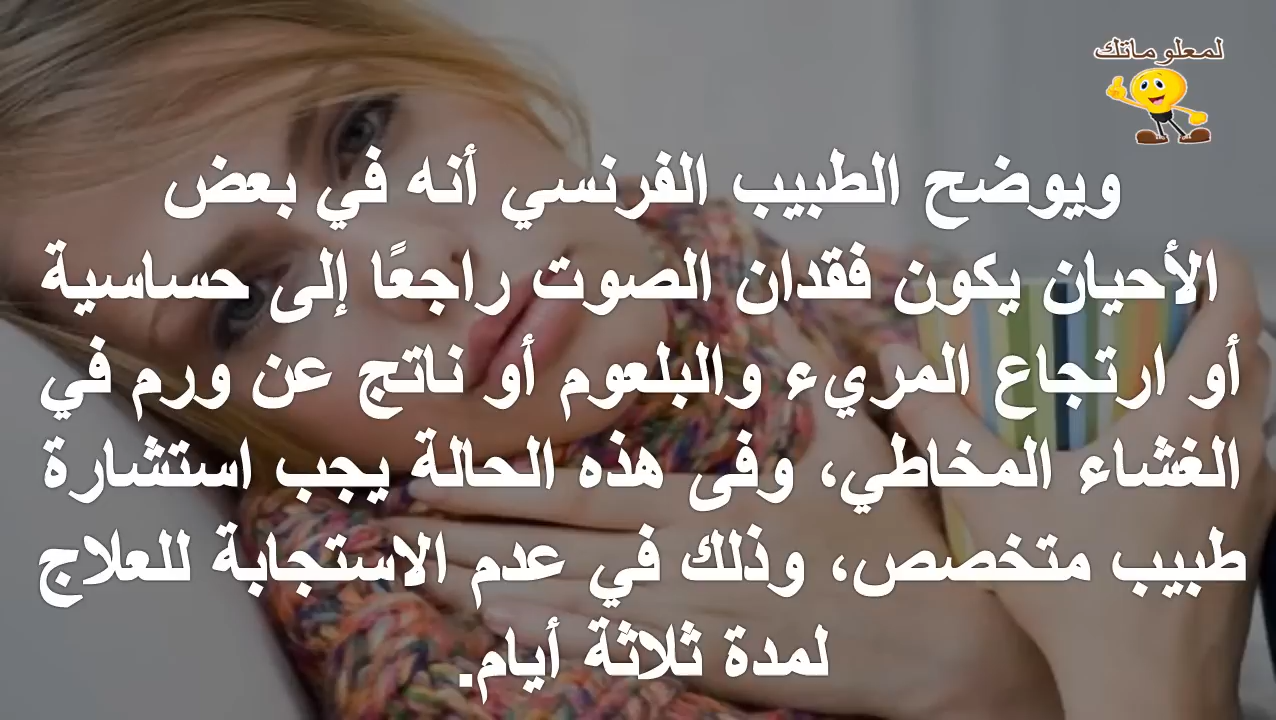 لمعلوماتك
ويوضح الطبيب الفرنسي أنه في بعض
الأحيان يكون فقدان الصوت راجعًا إلى حساسية
أو ارتجاع المريء والبلعوم أو ناتج عن ورم في
الغشاء المخاطي، وفى هذه الحالة يجب استشارة
طبيب متخصص، وذلك في عدم الاستجابة للعلاج
لمدة ثلاثة أيام.